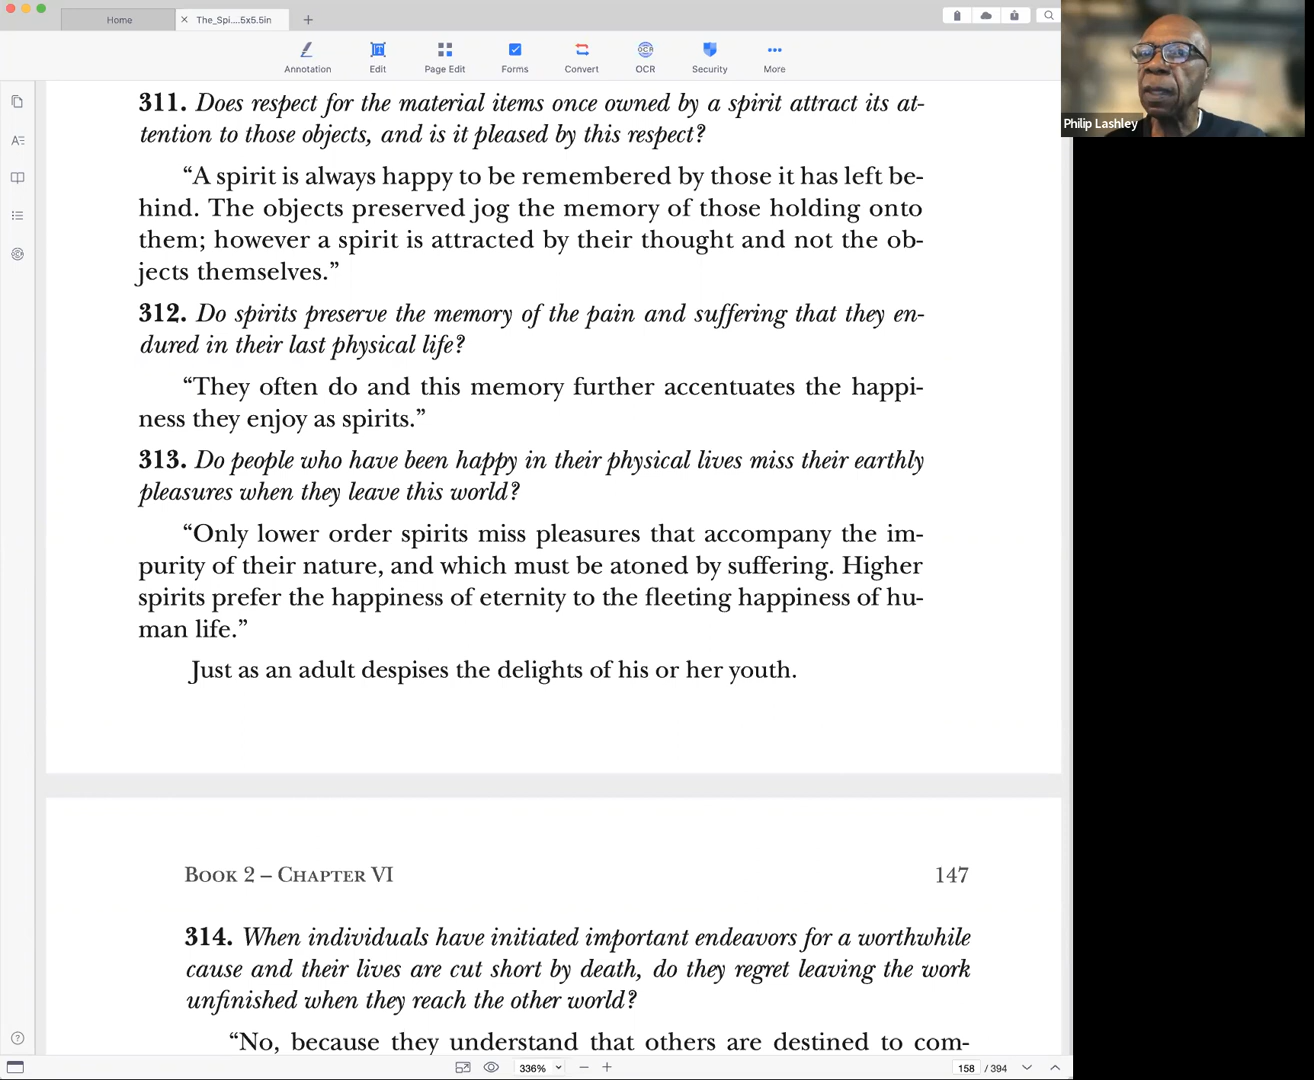 Home
The_Spi....5x5.5in
Annotation
Edit
Page Edit
Forms
Convert
OCR
OCR
Security
More
Philip Lashley
311. Does respect for the material items once owned by a spirit attract its at-
tention to those objects, and is it pleased by this respect?
“A spirit is always happy to be remembered by those it has left be-
hind. The objects preserved jog the memory of those holding onto
them; however a spirit is attracted by their thought and not the ob-
jects themselves.”
312. Do spirits preserve the memory of the pain and suffering that they en-
dured in their last physical life?
“They often do and this memory further accentuates the happi-
ness they enjoy as spirits.”
313. Do people who have been happy in their physical lives miss their earthly
pleasures when they leave this world?
“Only lower order spirits miss pleasures that accompany the im-
purity of their nature, and which must be atoned by suffering. Higher
spirits prefer the happiness of eternity to the fleeting happiness of hu-
man life.”
Just as an adult despises the delights of his or her youth.
Book 2 – Chapter VI 147
314. When individuals have initiated important endeavors for a worthwhile
cause and their lives are cut short by death, do they regret leaving the work
unfinished when they reach the other world?
“No, because they understand that others are destined to com-
336% 158 / 394